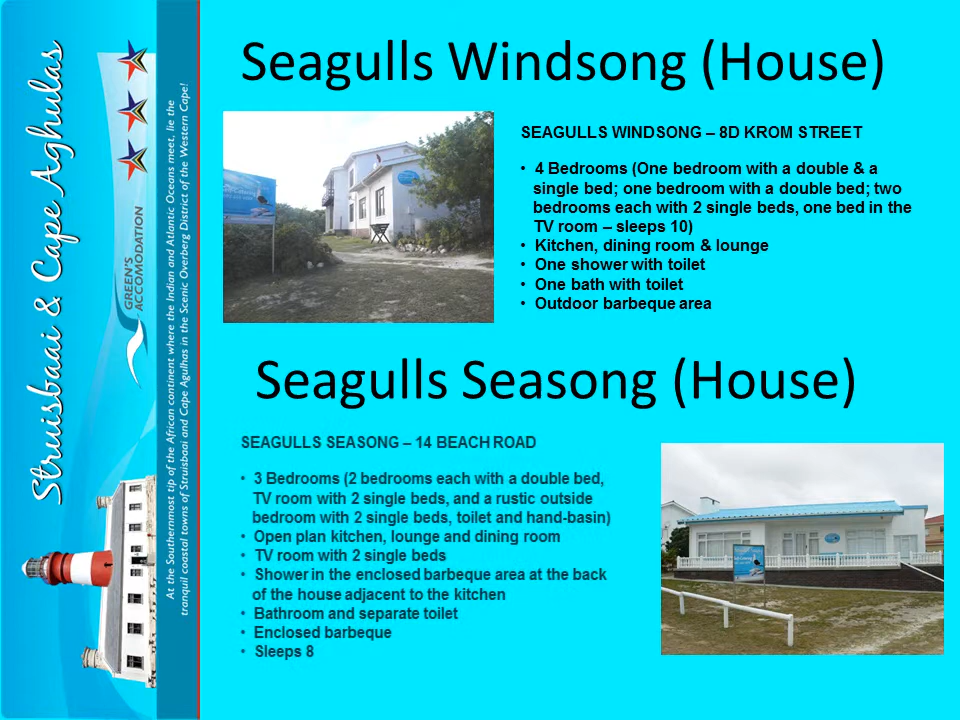 Struisbaai & Cape Aghulas
GREEN'S
ACCOMODATION
At the Southernmost tip of the African continent where the Indian and Atlantic Oceans meet, lie the
tranquil coastal towns of Struisbaai and Cape Agulhas in the Scenic Overberg District of the Western Cape!
Seagulls Windsong (House)
SEAGULLS WINDSONG – 8D KROM STREET
• 4 Bedrooms (One bedroom with a double & a
single bed; one bedroom with a double bed; two
bedrooms each with 2 single beds, one bed in the
TV room – sleeps 10)
• Kitchen, dining room & lounge
• One shower with toilet
• One bath with toilet
• Outdoor barbeque area
Seagulls Seasong (House)
SEAGULLS SEASONG – 14 BEACH ROAD
• 3 Bedrooms (2 bedrooms each with a double bed,
TV room with 2 single beds, and a rustic outside
bedroom with 2 single beds, toilet and hand-basin)
• Open plan kitchen, lounge and dining room
• TV room with 2 single beds
• Shower in the enclosed barbeque area at the back
of the house adjacent to the kitchen
• Bathroom and separate toilet
• Enclosed barbeque
• Sleeps 8